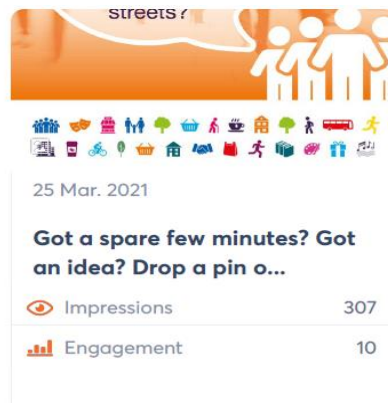 streets?
25 Mar. 2021
Got a spare few minutes? Got
an idea? Drop a pin o...
Impressions 307
Engagement 10